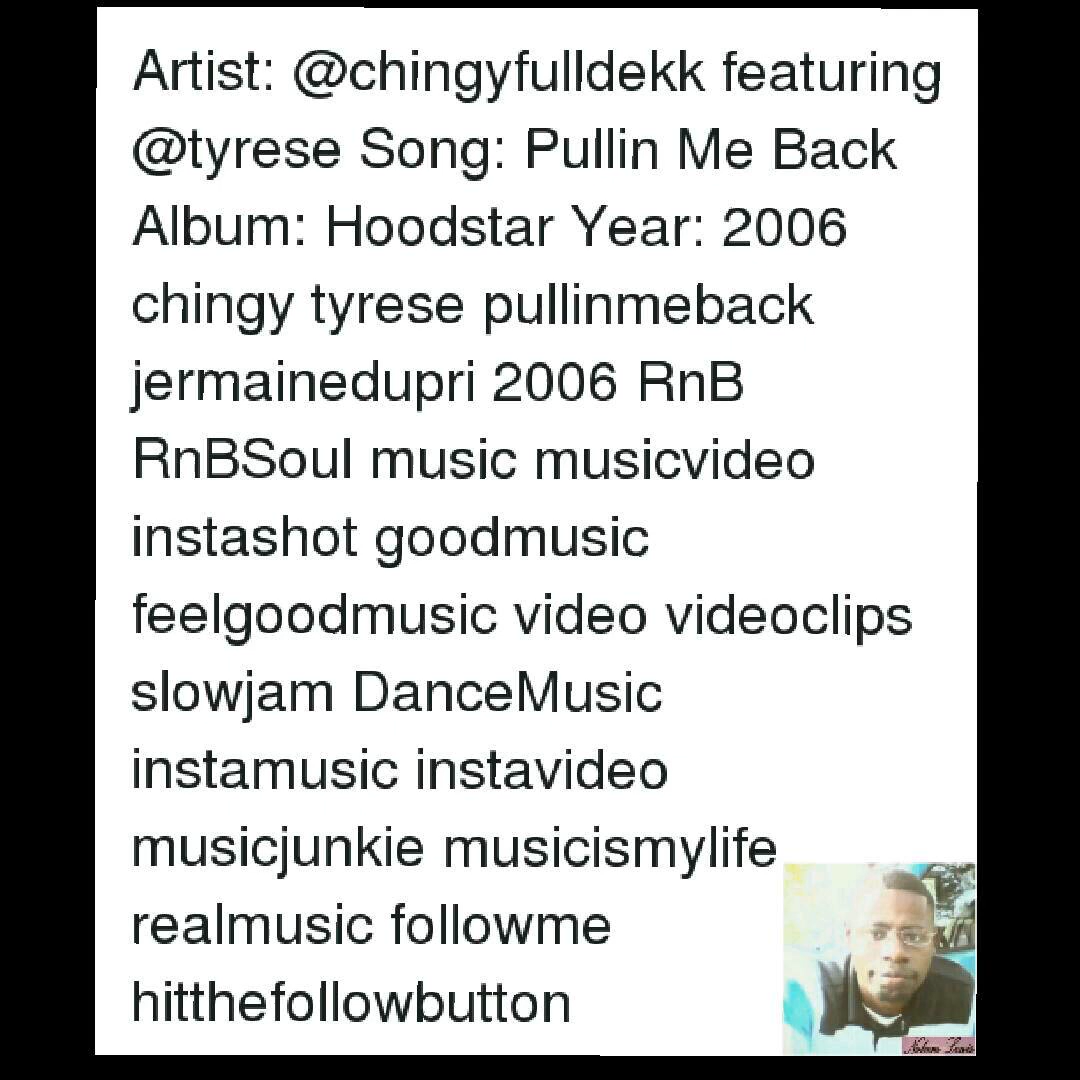 Artist: @chingyfulldekk featuring
@tyrese Song: Pullin Me Back
Album: Hoodstar Year: 2006
chingy tyrese pullinmeback
jermainedupri 2006 RnB
RnBSoul music musicvideo
instashot goodmusic
feelgoodmusic video videoclips
slowjam DanceMusic
instamusic instavideo
musicjunkie musicismylife
realmusic followme
hitthefollowbutton
Lewis